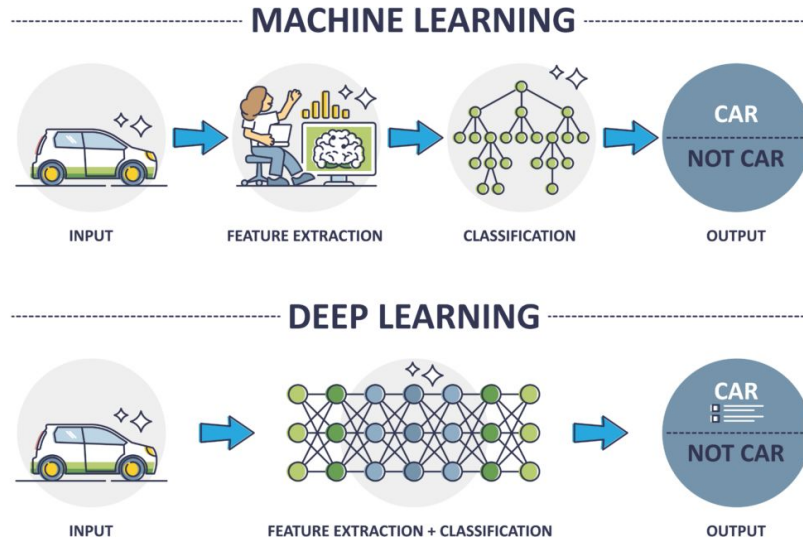 MACHINE LEARNING
CAR
NOT CAR
INPUT
FEATURE EXTRACTION
CLASSIFICATION
OUTPUT
DEEP LEARNING
CAR
NOT CAR
INPUT
FEATURE EXTRACTION + CLASSIFICATION
OUTPUT